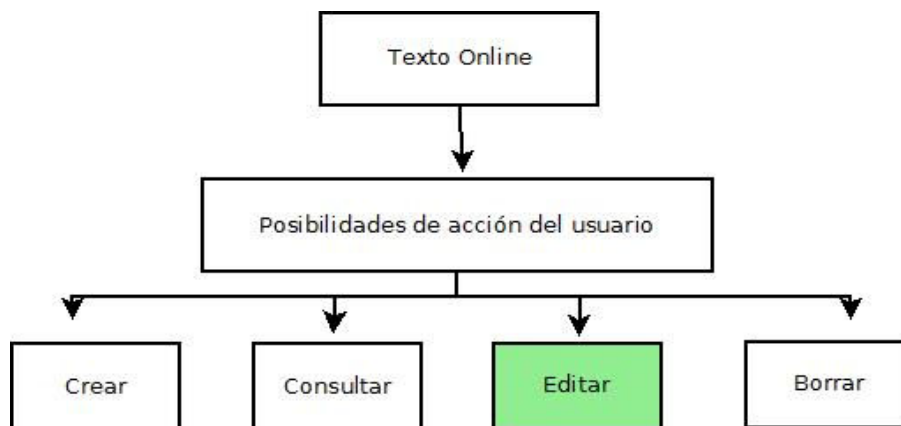 Texto Online
Posibilidades de acción del usuario
Crear
Consultar
Editar
Borrar